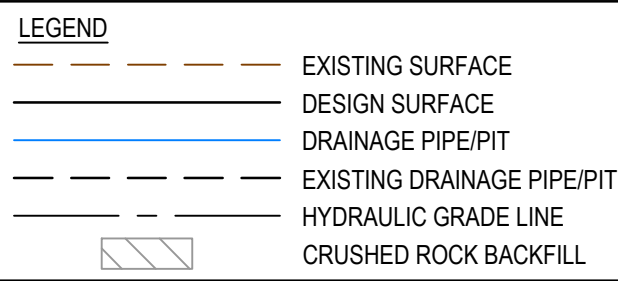 LEGEND
EXISTING SURFACE
DESIGN SURFACE
DRAINAGE PIPE/PIT
EXISTING DRAINAGE PIPE/PIT
HYDRAULIC GRADE LINE
CRUSHED ROCK BACKFILL